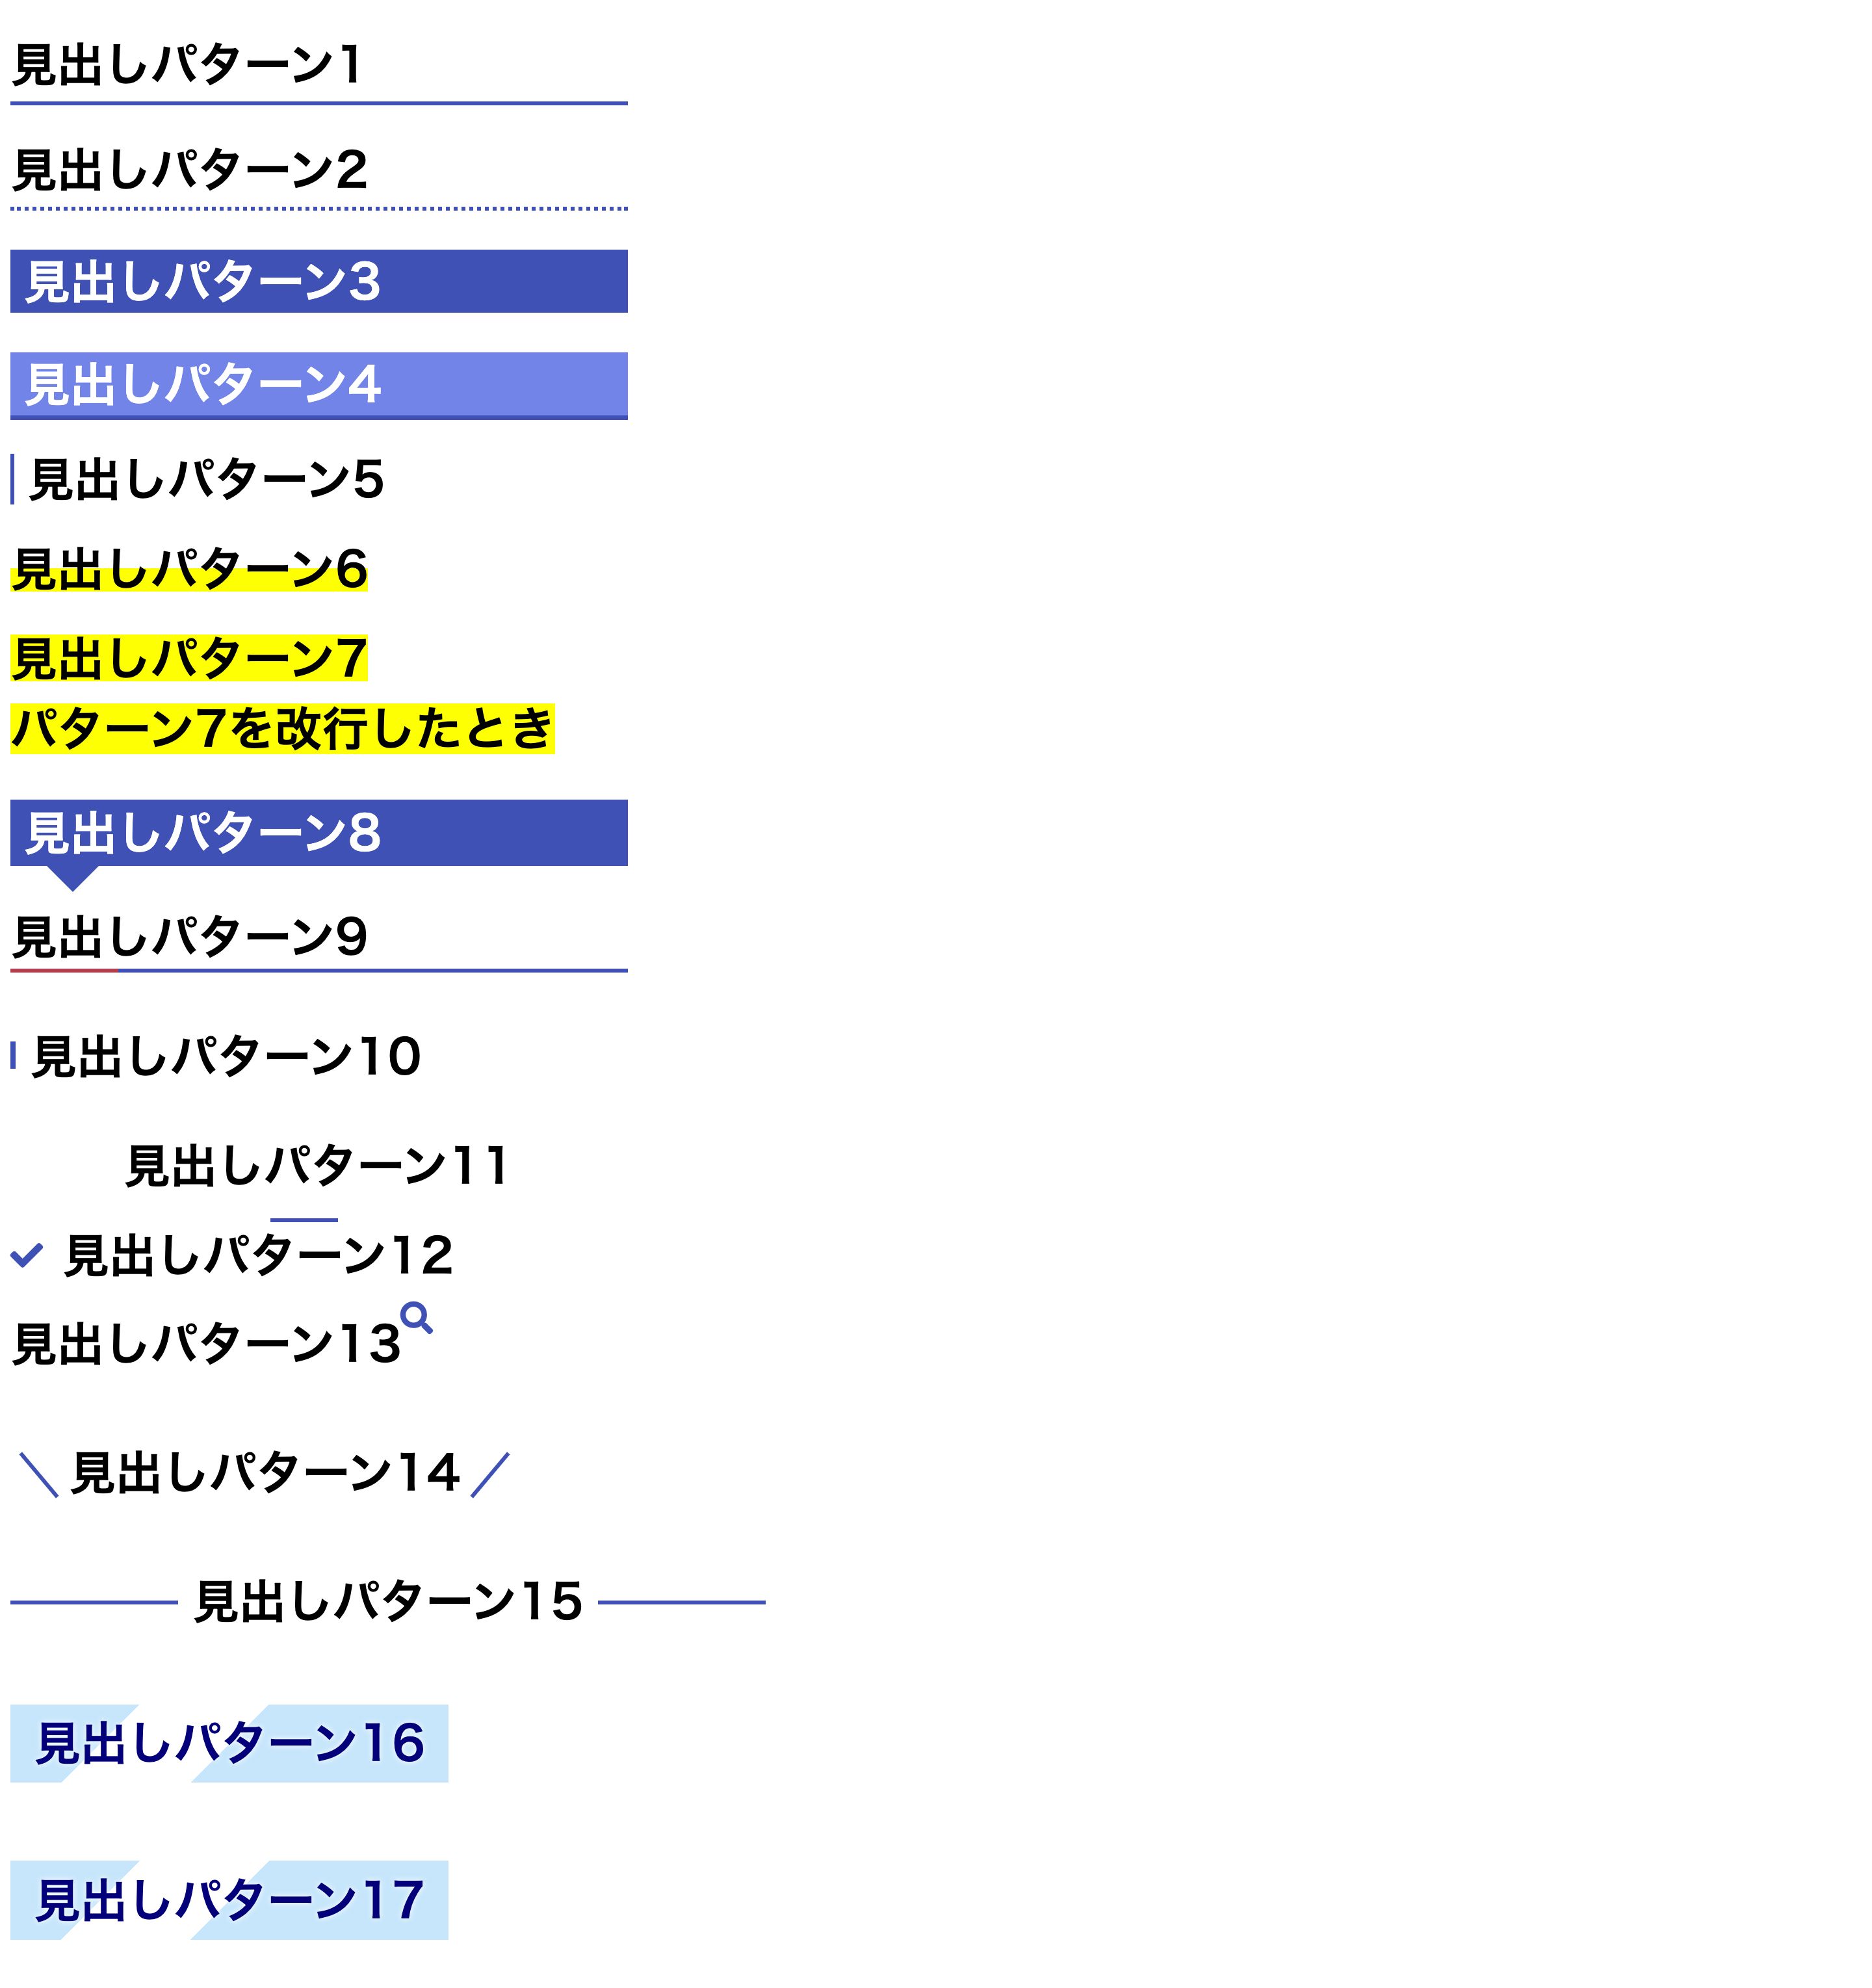 見出しパターン1
見出しパターン2
見出しパターン3
見出しパターン4
見出しパターン5
見出しパターン6
見出しパターン7
パターン7を改行したとき
見出しパターン8
見出しパターン9
見出しパターン10
見出しパターン11
見出しパターン12
見出しパターン13
見出しパターン14
見出しパターン15
見出しパターン16
見出しパターン17